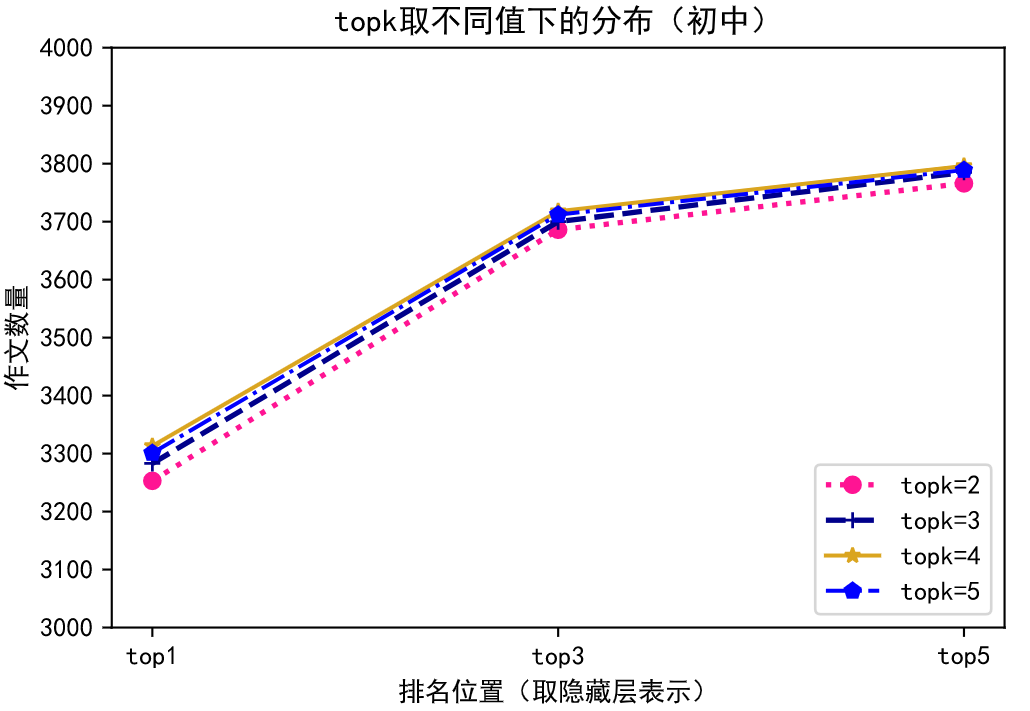 topk取不同值下的分布（初中）
4000
3900
3800
3700
3600
3500
3400
3300
3200
3100
3000
作文数量
topk=2
topk=3
topk=4
topk=5
top1
top3
top5
排名位置（取隐藏层表示）